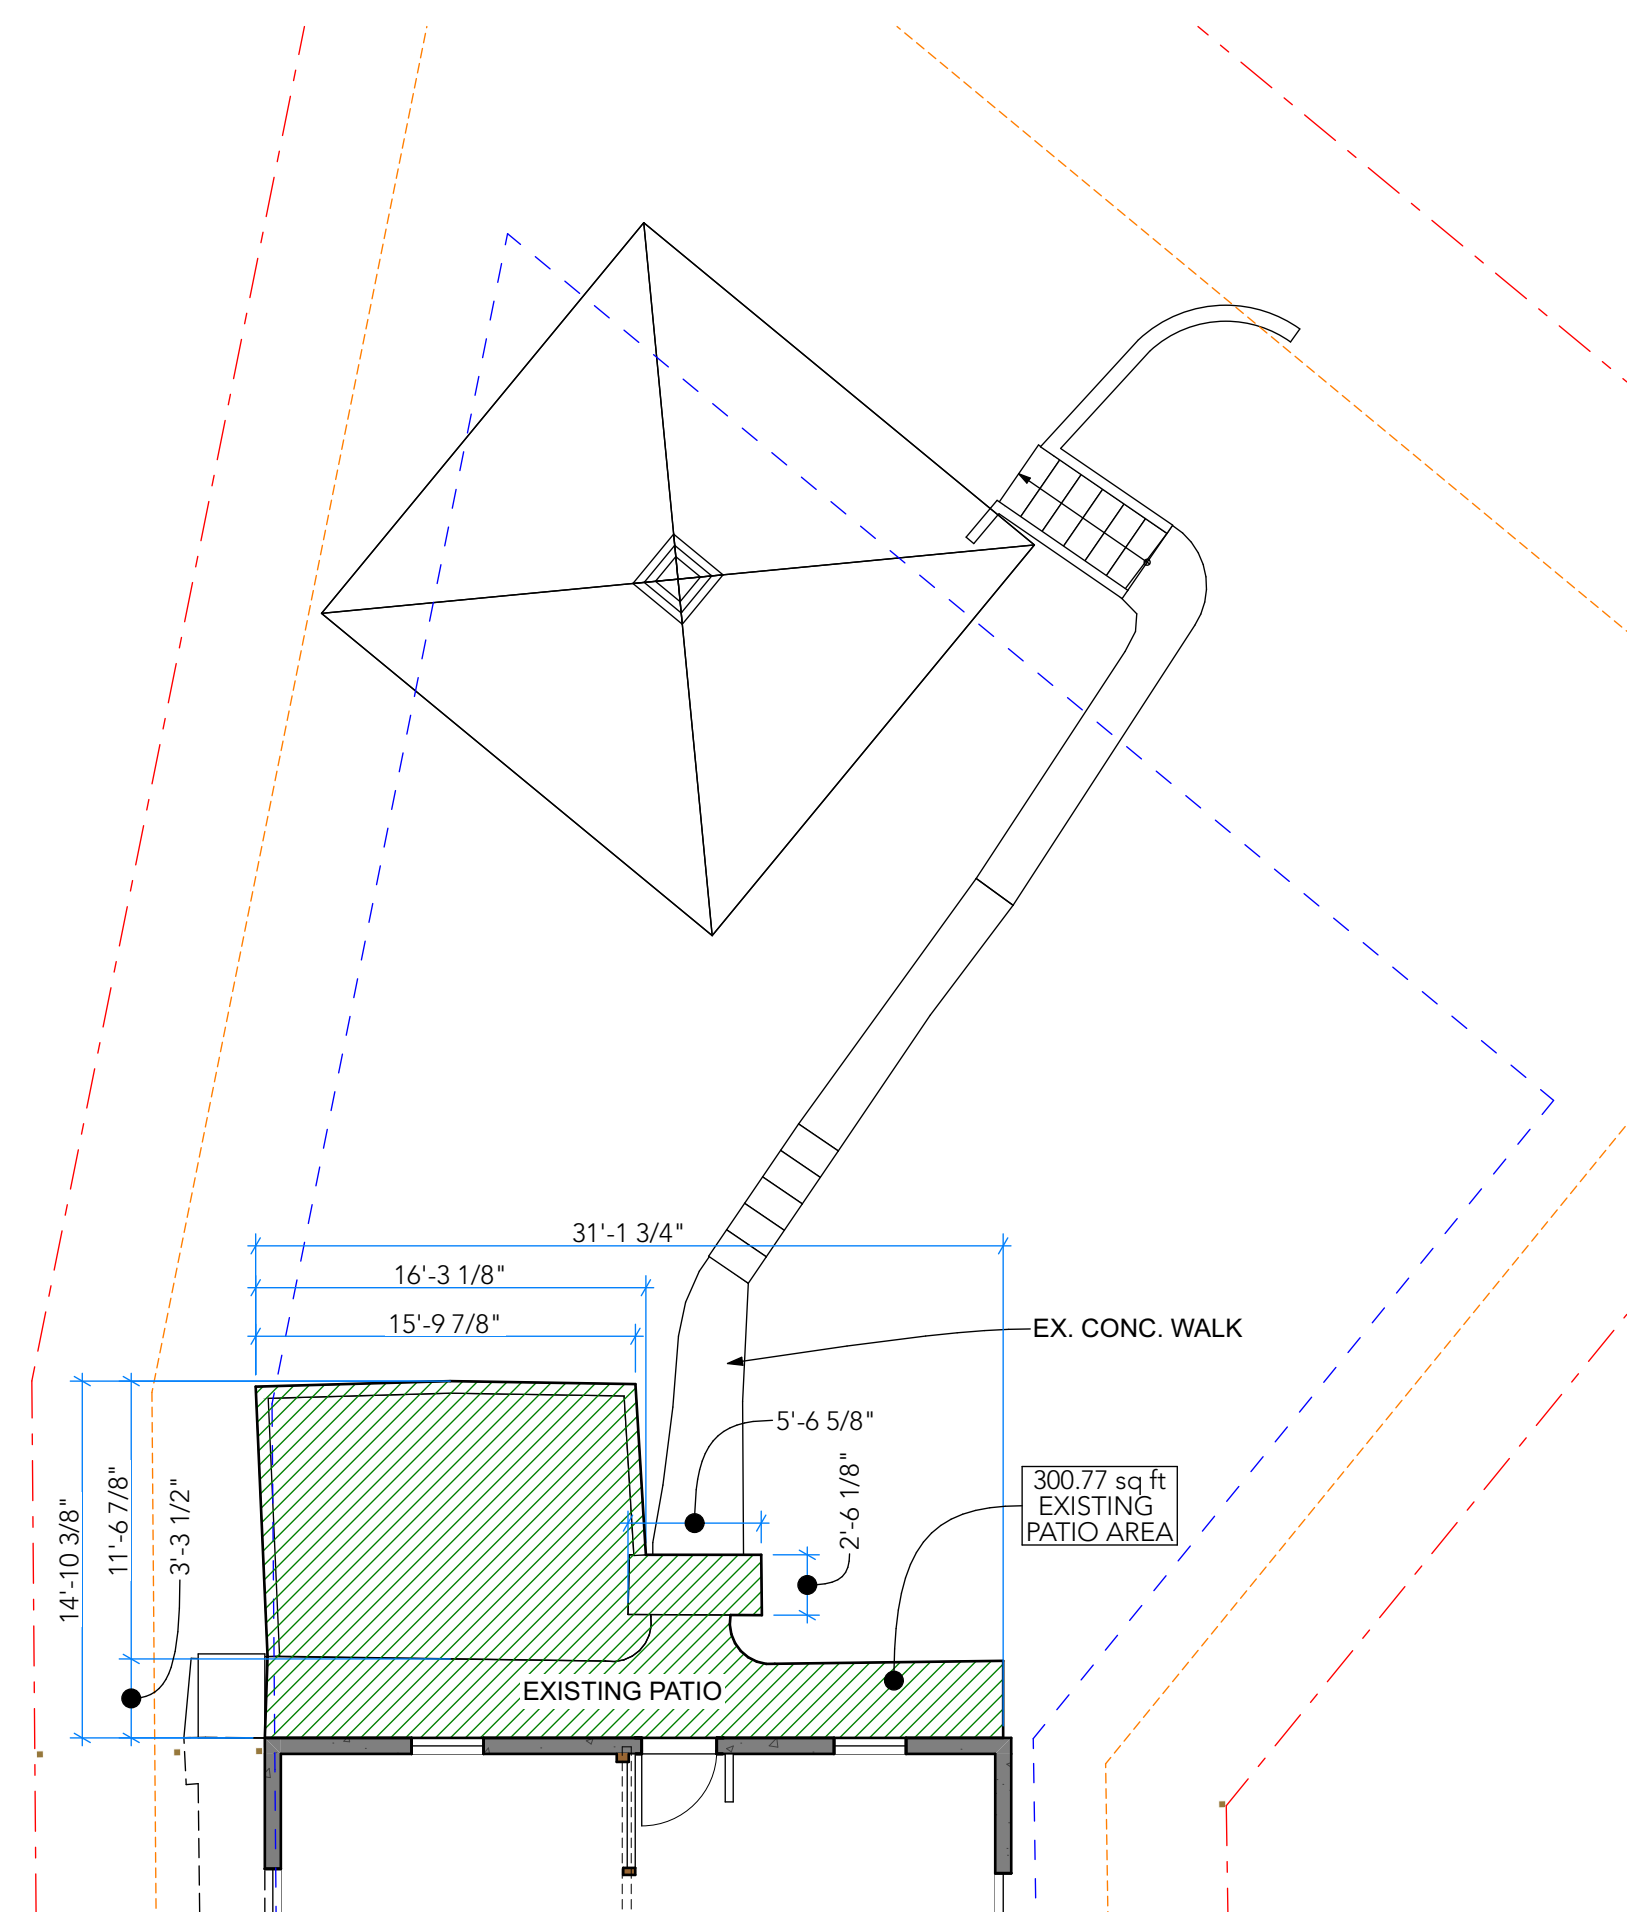 31'-1 3/4"
16'-3 1/8"
15'-9 7/8"
EX. CONC. WALK
5'-6 5/8"
2'-6 1/8"
300.77 sq ft
EXISTING
PATIO AREA
14'-10 3/8"
11'-6 7/8"
3'-3 1/2"
EXISTING PATIO